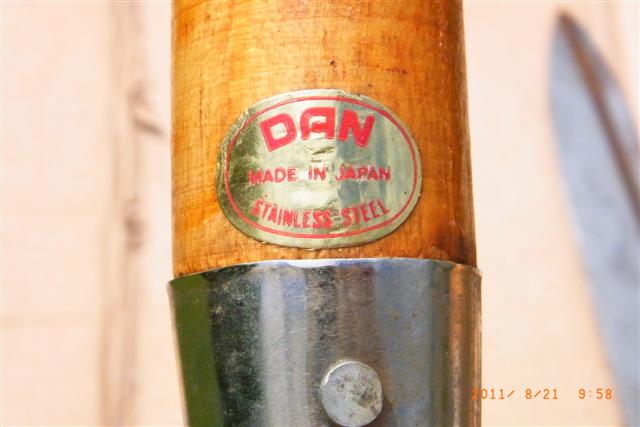 DAN
MADE IN JAPAN
STAINLESS-STEEL
2011/ 8/21 9:58